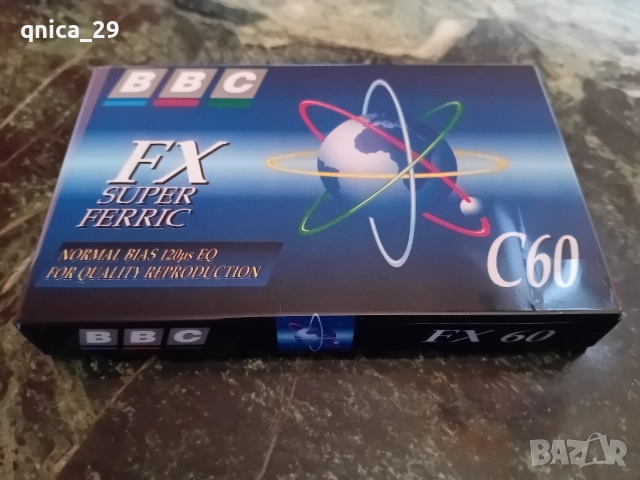 qnica_29
BBC
FX
SUPER
FERRIC
NORMAL BIAS 120µs EQ
FOR QUALITY REPRODUCTION
C60
BBC
FX 60
BAZAR